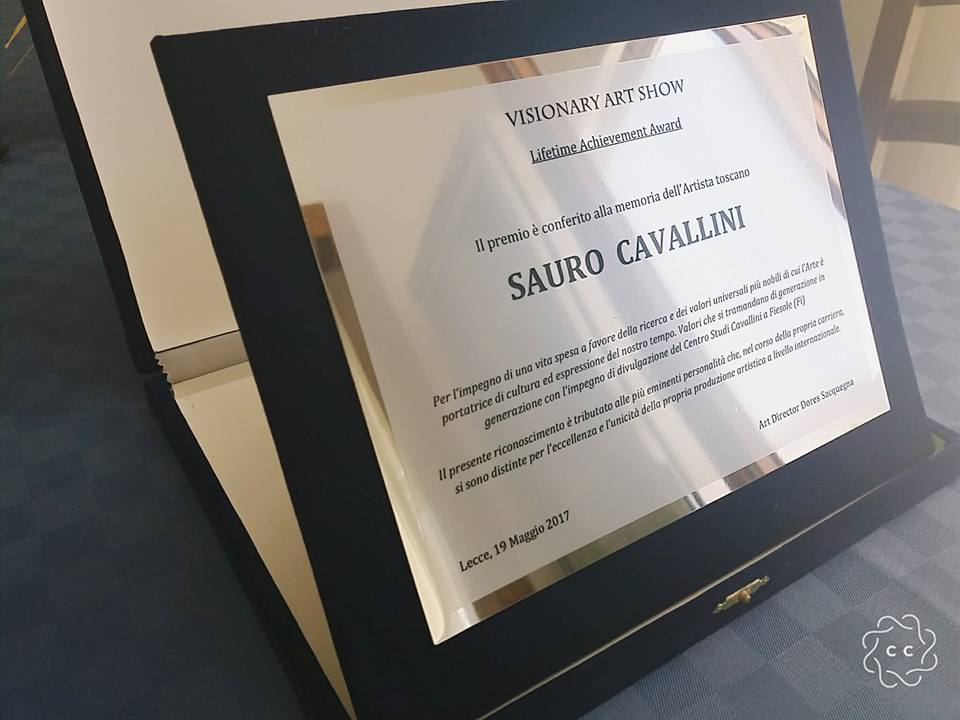 VISIONARY ART SHOW
Lifetime Achievement Award
Il premio è conferito alla memoria dell'Artista toscano
SAURO CAVALLINI
Per l'impegno di una vita spesa a favore della ricerca e dei valori universali più nobili di cui l'Arte è
portatrice di cultura ed espressione del nostro tempo. Valori che si tramandano di generazione in
generazione con l'impegno di divulgazione del Centro Studi Cavallini a Fiesole (Fi)
Il presente riconoscimento è tributato alle più eminenti personalità che, nel corso della propria carriera,
si sono distinte per l'eccellenza e l'unicità della propria produzione artistica a livello internazionale.
Art Director Dores Sacquegna
Lecce, 19 Maggio 2017
CC